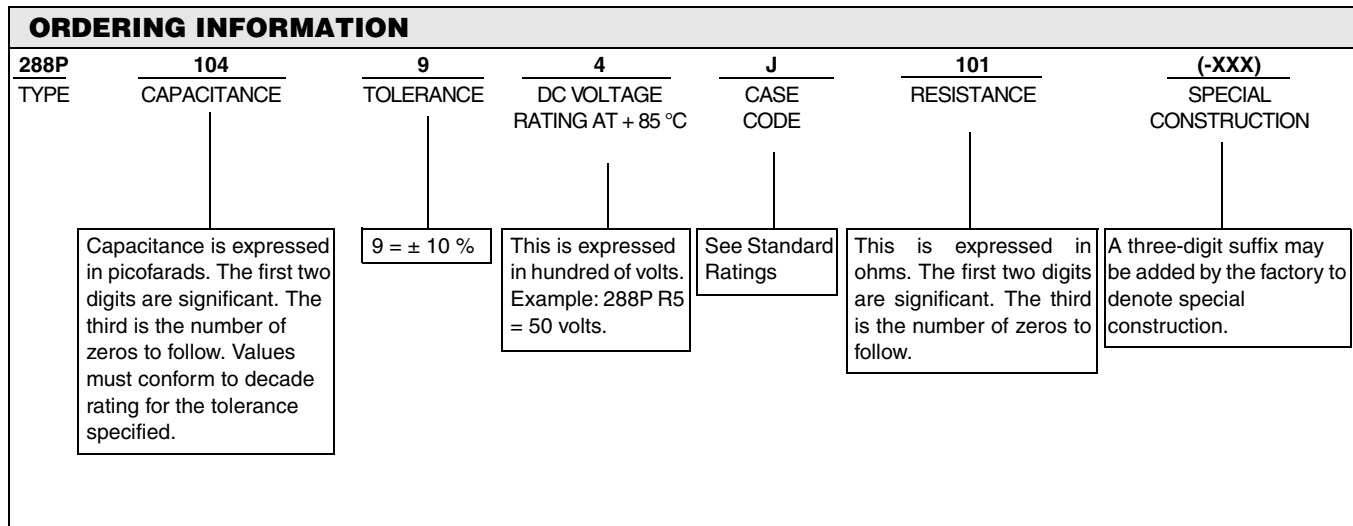 ORDERING INFORMATION
288P 104 9 4 J 101 (-XXX)
TYPE CAPACITANCE TOLERANCE DC VOLTAGE RATING AT + 85 °C CASE CODE RESISTANCE SPECIAL CONSTRUCTION
Capacitance is expressed
in picofarads. The first two
digits are significant. The
third is the number of
zeros to follow. Values
must conform to decade
rating for the tolerance
specified.
9 = ± 10 %
This is expressed
in hundred of volts.
Example: 288P R5
= 50 volts.
See Standard
Ratings
This is expressed in
ohms. The first two digits
are significant. The third
is the number of zeros to
follow.
A three-digit suffix may
be added by the factory to
denote special
construction.